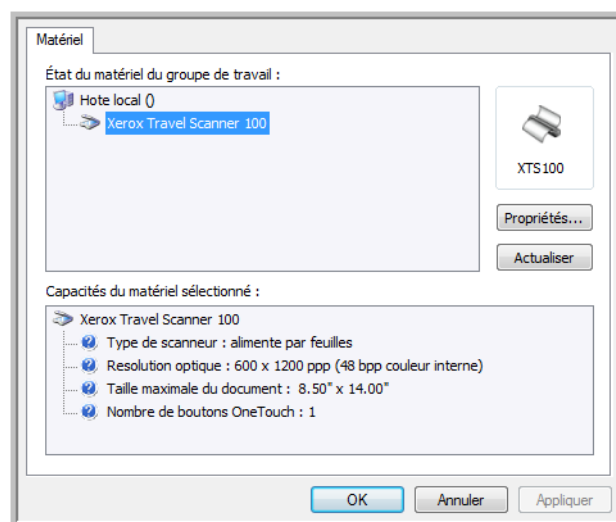 Matériel
État du matériel du groupe de travail :
Hote local ()
Xerox Travel Scanner 100
XTS100
Propriétés...
Actualiser
Capacités du matériel sélectionné :
Xerox Travel Scanner 100
Type de scanneur : alimente par feuilles
Resolution optique : 600 x 1200 ppp (48 bpp couleur interne)
Taille maximale du document : 8.50" x 14.00"
Nombre de boutons OneTouch : 1
OK
Annuler
Appliquer